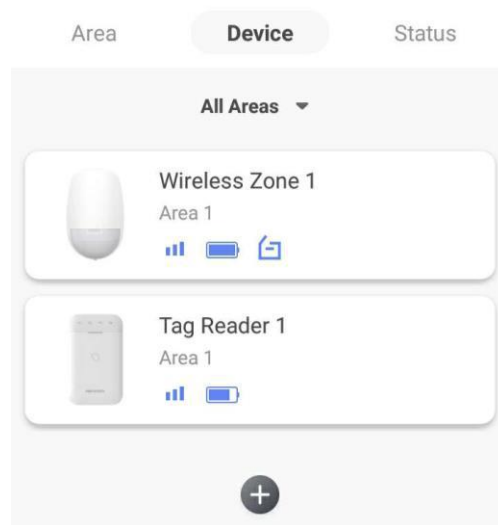 Area Device Status
All Areas
Wireless Zone 1
Area 1
Tag Reader 1
Area 1